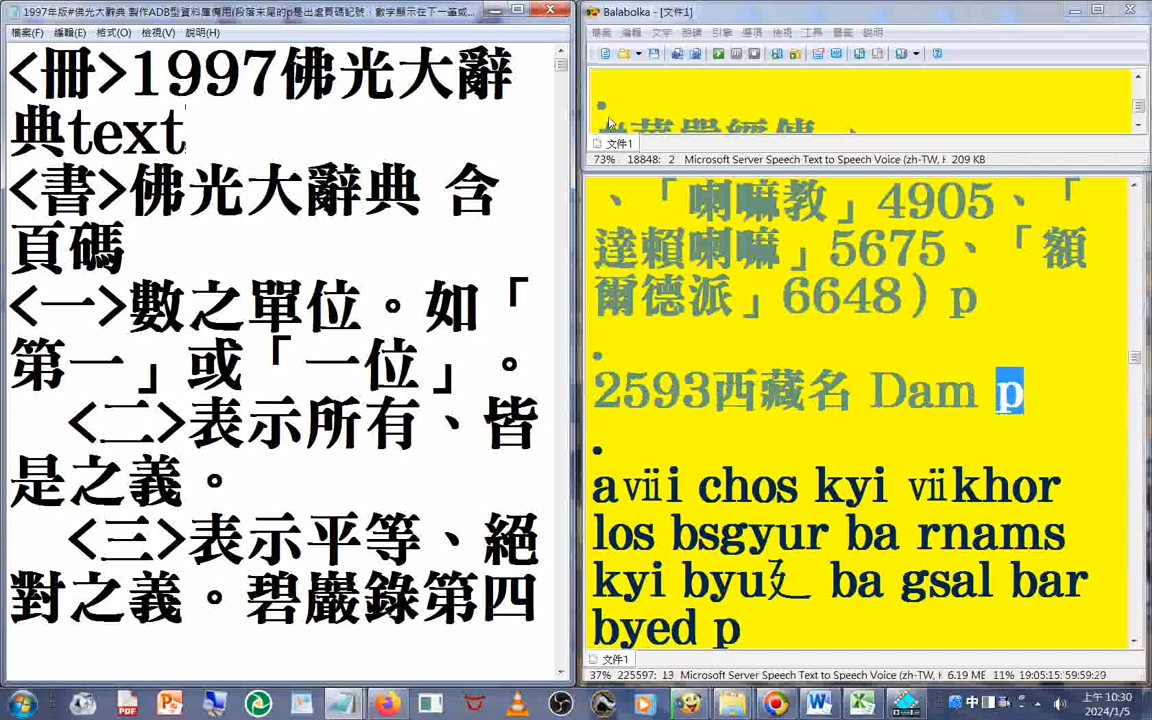 1997年版#佛光大辭典 製作ADB型資料庫備用(段落末尾的p是出處頁碼記號，數字顯示在下一筆或...
檔案(F) 編輯(E) 格式(O) 檢視(V) 說明(H)
<冊>1997佛光大辭
典text
<書>佛光大辭典 含
頁碼
<一>數之單位。如「
第一」或「一位」。
<二>表示所有、皆
是之義。
<三>表示平等、絕
對之義。碧巖錄第四
Balabolka - [文件1]
檔案 編輯 文字 朗讀 引擎 選項 檢視 工具 書籤 說明
文件1
73% 18848: 2 Microsoft Server Speech Text to Speech Voice (zh-TW, H 209 KB
、「喇嘛教」4905、「
達賴喇嘛」5675、「額
爾德派」6648）p
.
2593西藏名 Dam p
.
aⅶi chos kyi ⅶkhor
los bsgyur ba rnams
kyi byu廴 ba gsal bar
byed p
文件1
37% 225597: 13 Microsoft Server Speech Text to Speech Voice (zh-TW, H 6.19 ME 11% 19:05:15:59:59:29
上午 10:30
2024/1/5